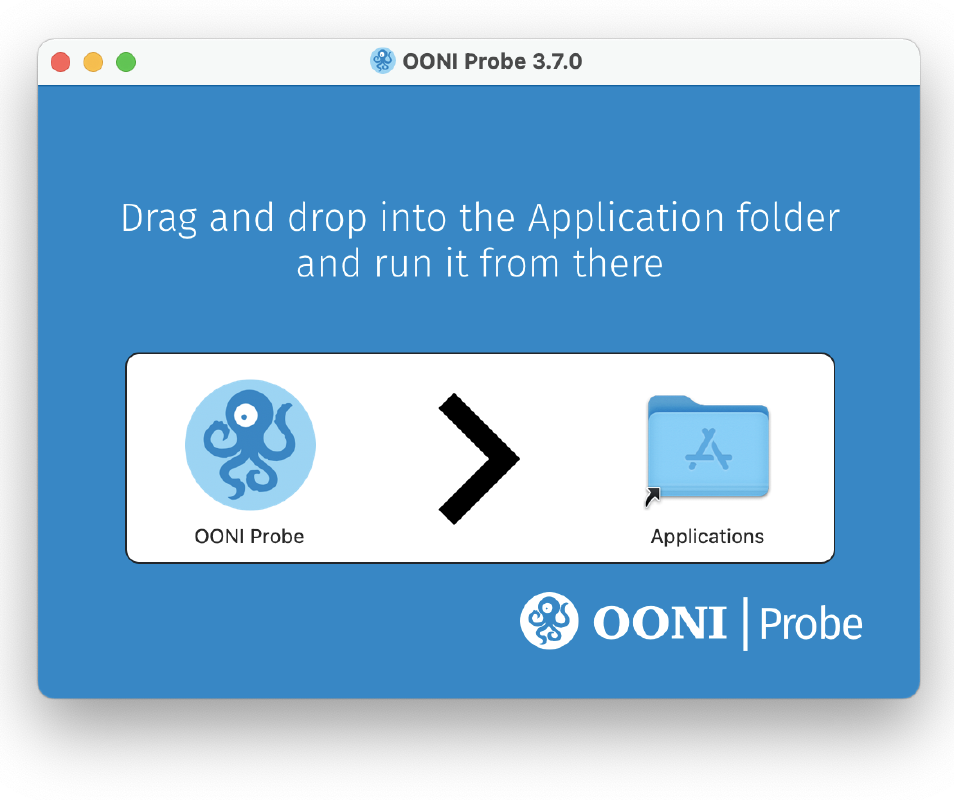 OONI Probe 3.7.0
Drag and drop into the Application folder
and run it from there
OONI Probe
Applications
OONI | Probe